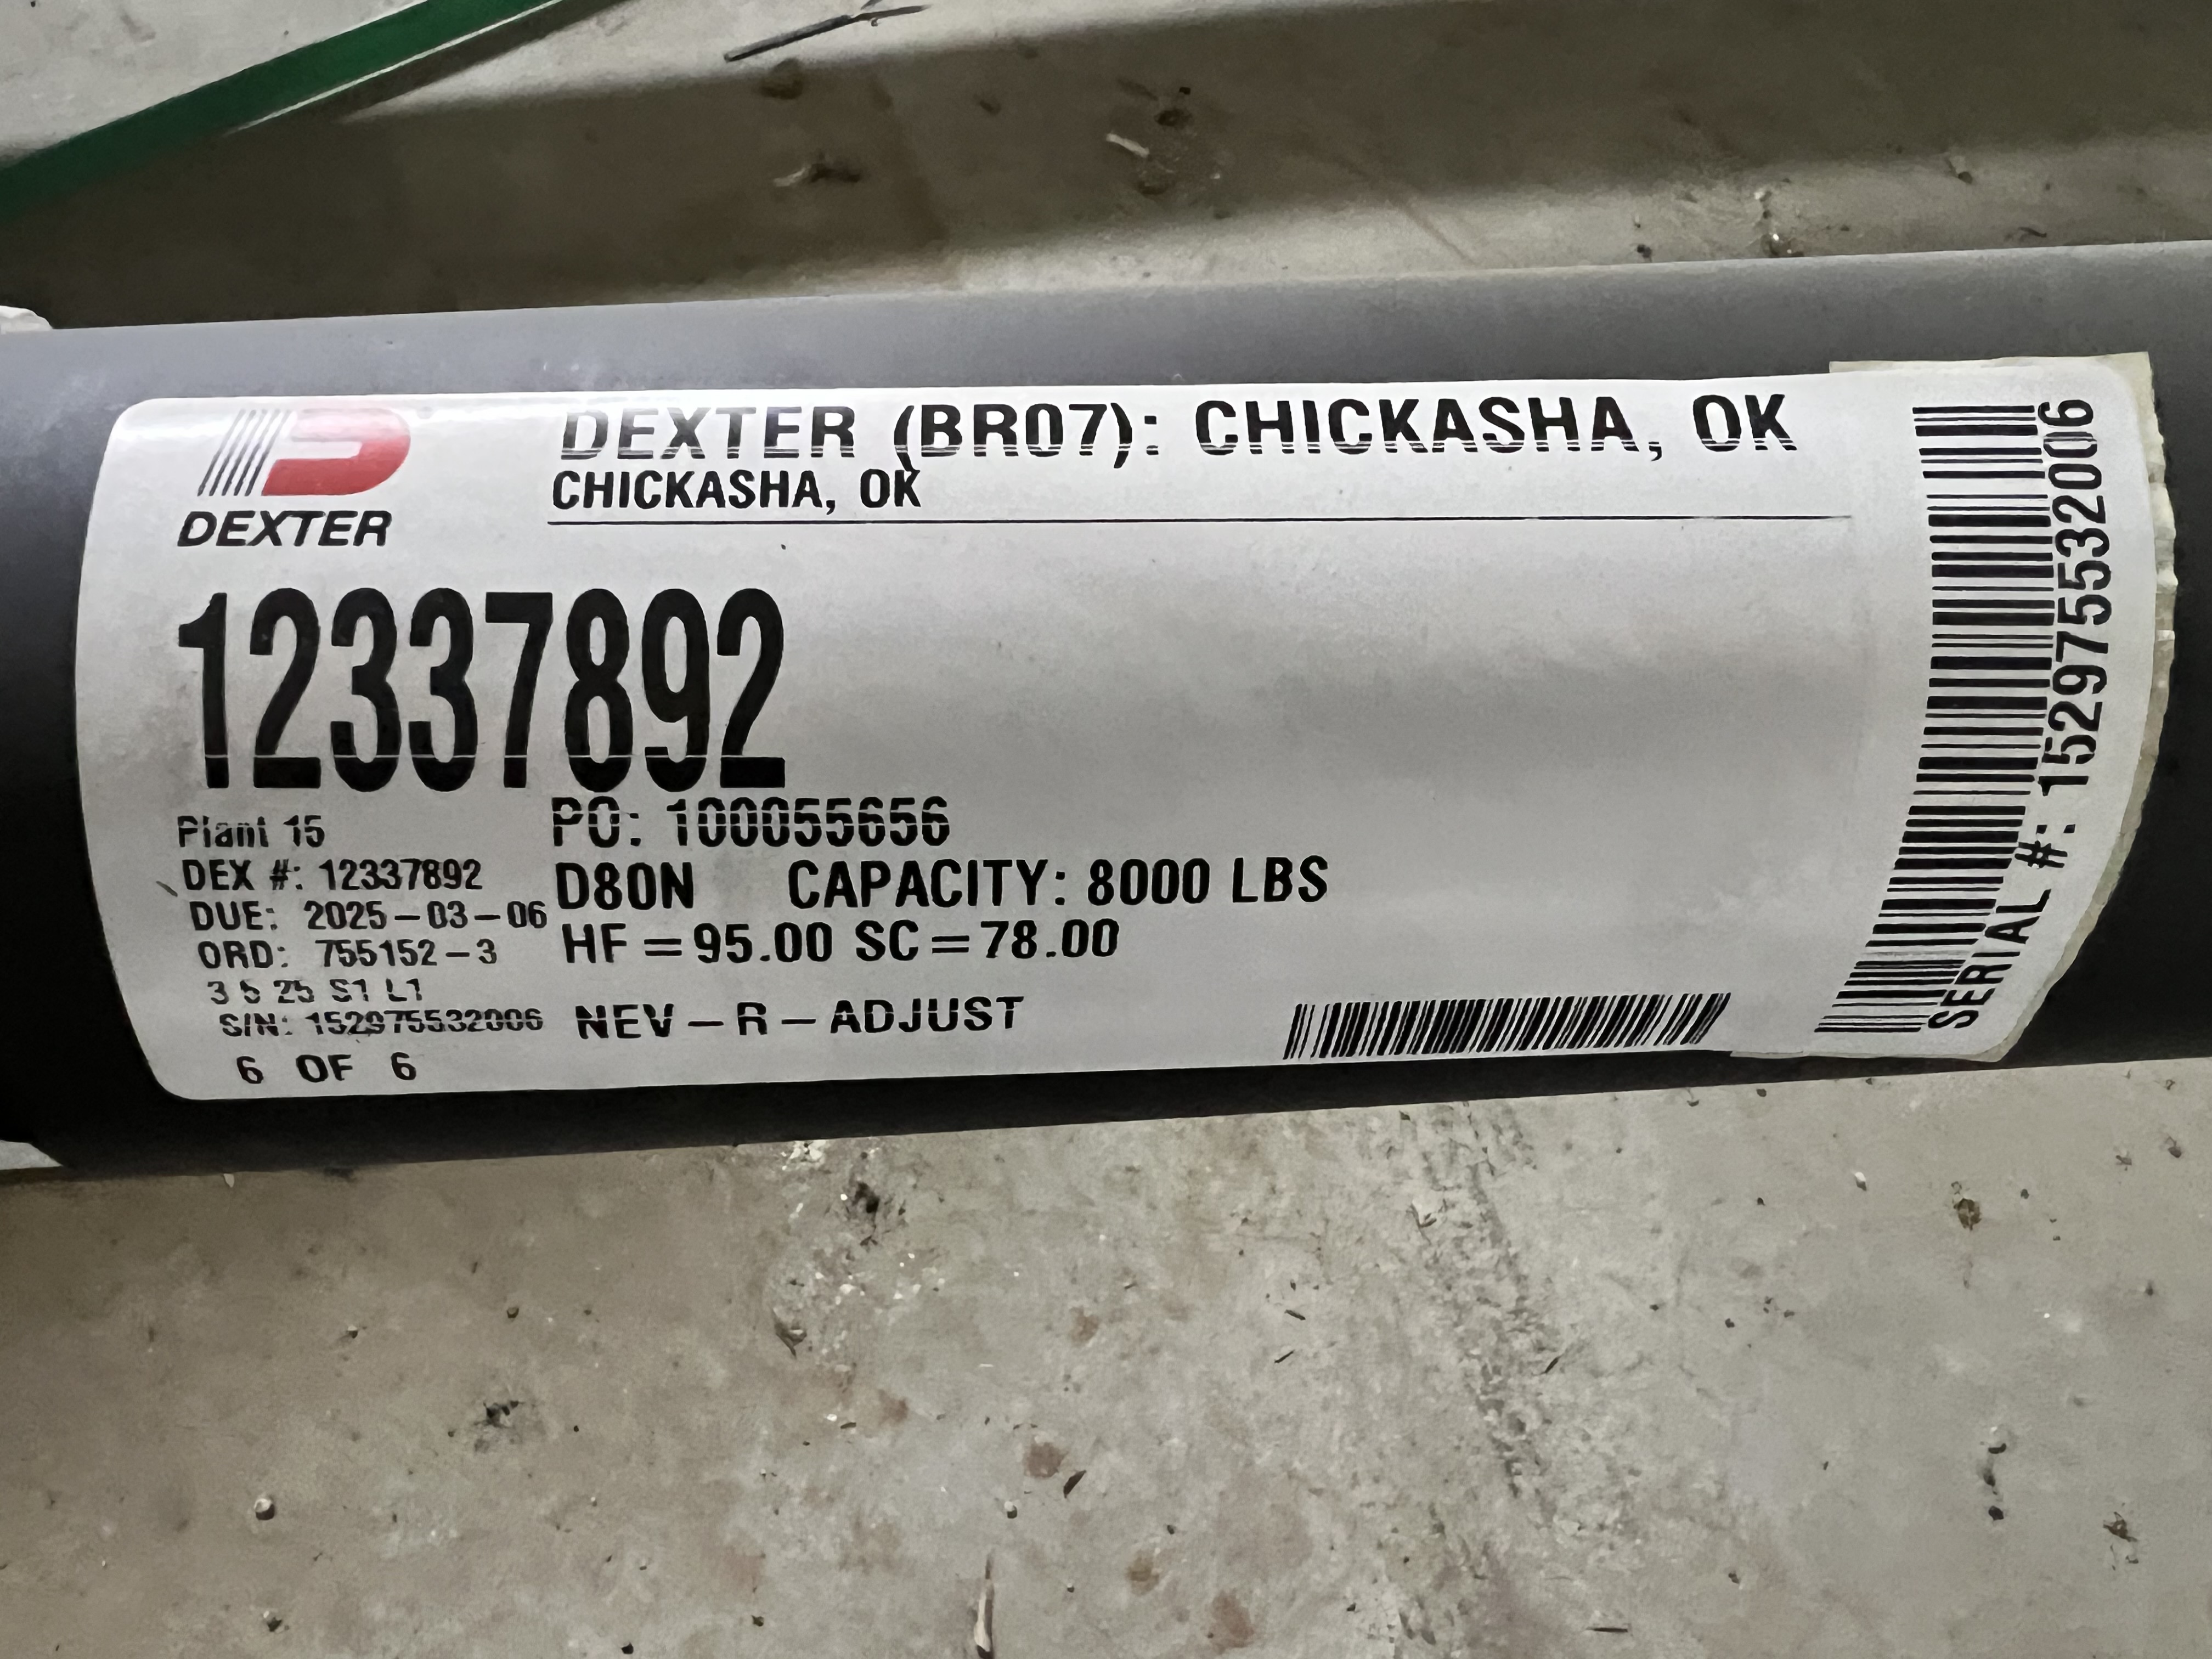 DEXTER
DEXTER (BR07): CHICKASHA, OK
CHICKASHA, OK
12337892
Plant 15
DEX #: 12337892
DUE: 2025-03-06
ORD: 755152-3
3 5 25 S1 L1
S/N: 152975532006
6 OF 6
PO: 100055656
D80N CAPACITY: 8000 LBS
HF=95.00 SC=78.00
NEV-R-ADJUST
SERIAL #: 152975532006